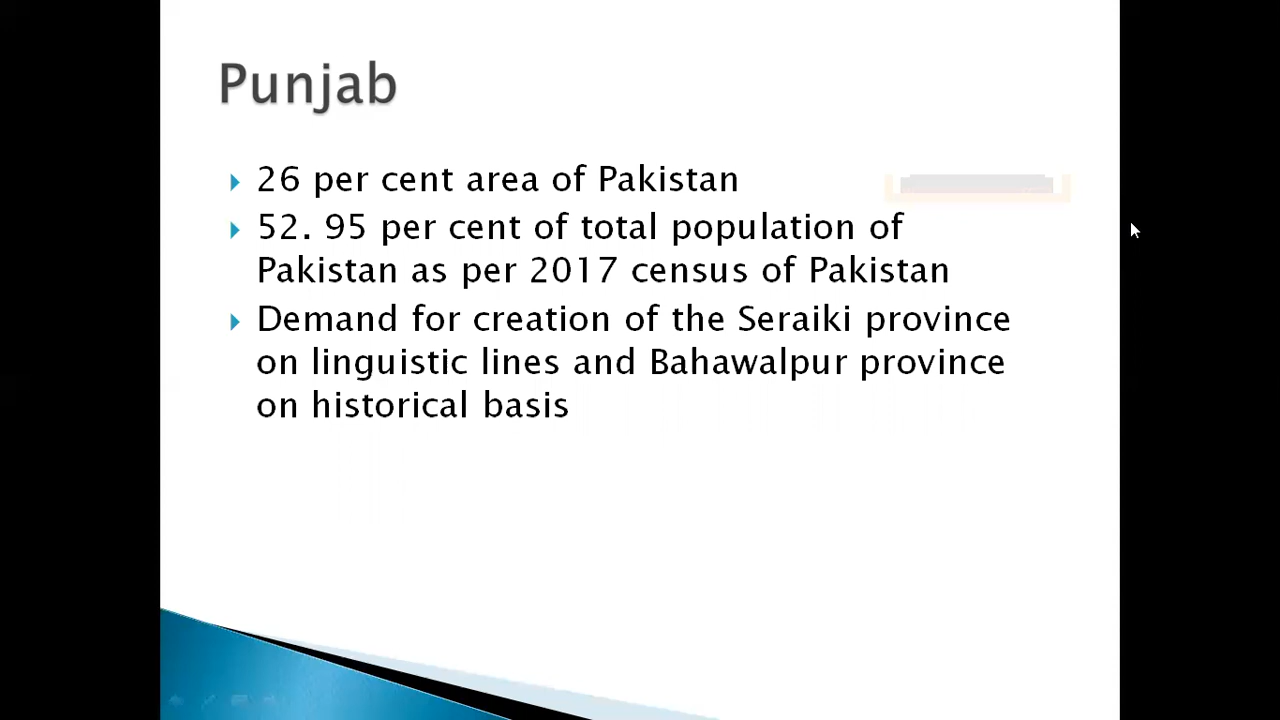 Punjab
26 per cent area of Pakistan
52. 95 per cent of total population of
Pakistan as per 2017 census of Pakistan
Demand for creation of the Seraiki province
on linguistic lines and Bahawalpur province
on historical basis